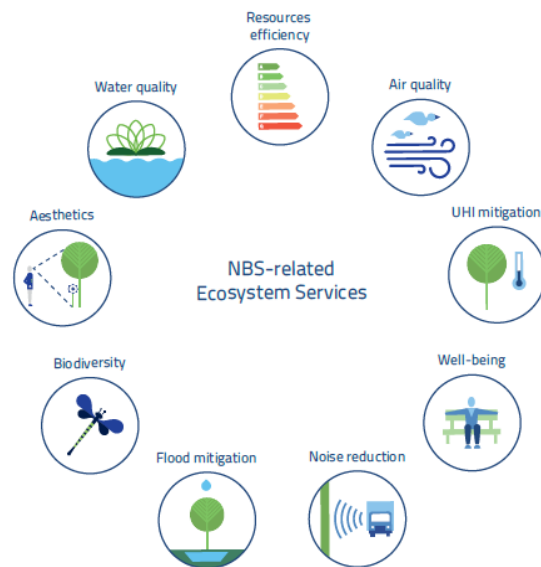 Resources
efficiency
Water quality
Air quality
Aesthetics
UHI mitigation
NBS-related
Ecosystem Services
Biodiversity
Well-being
Flood mitigation
Noise reduction